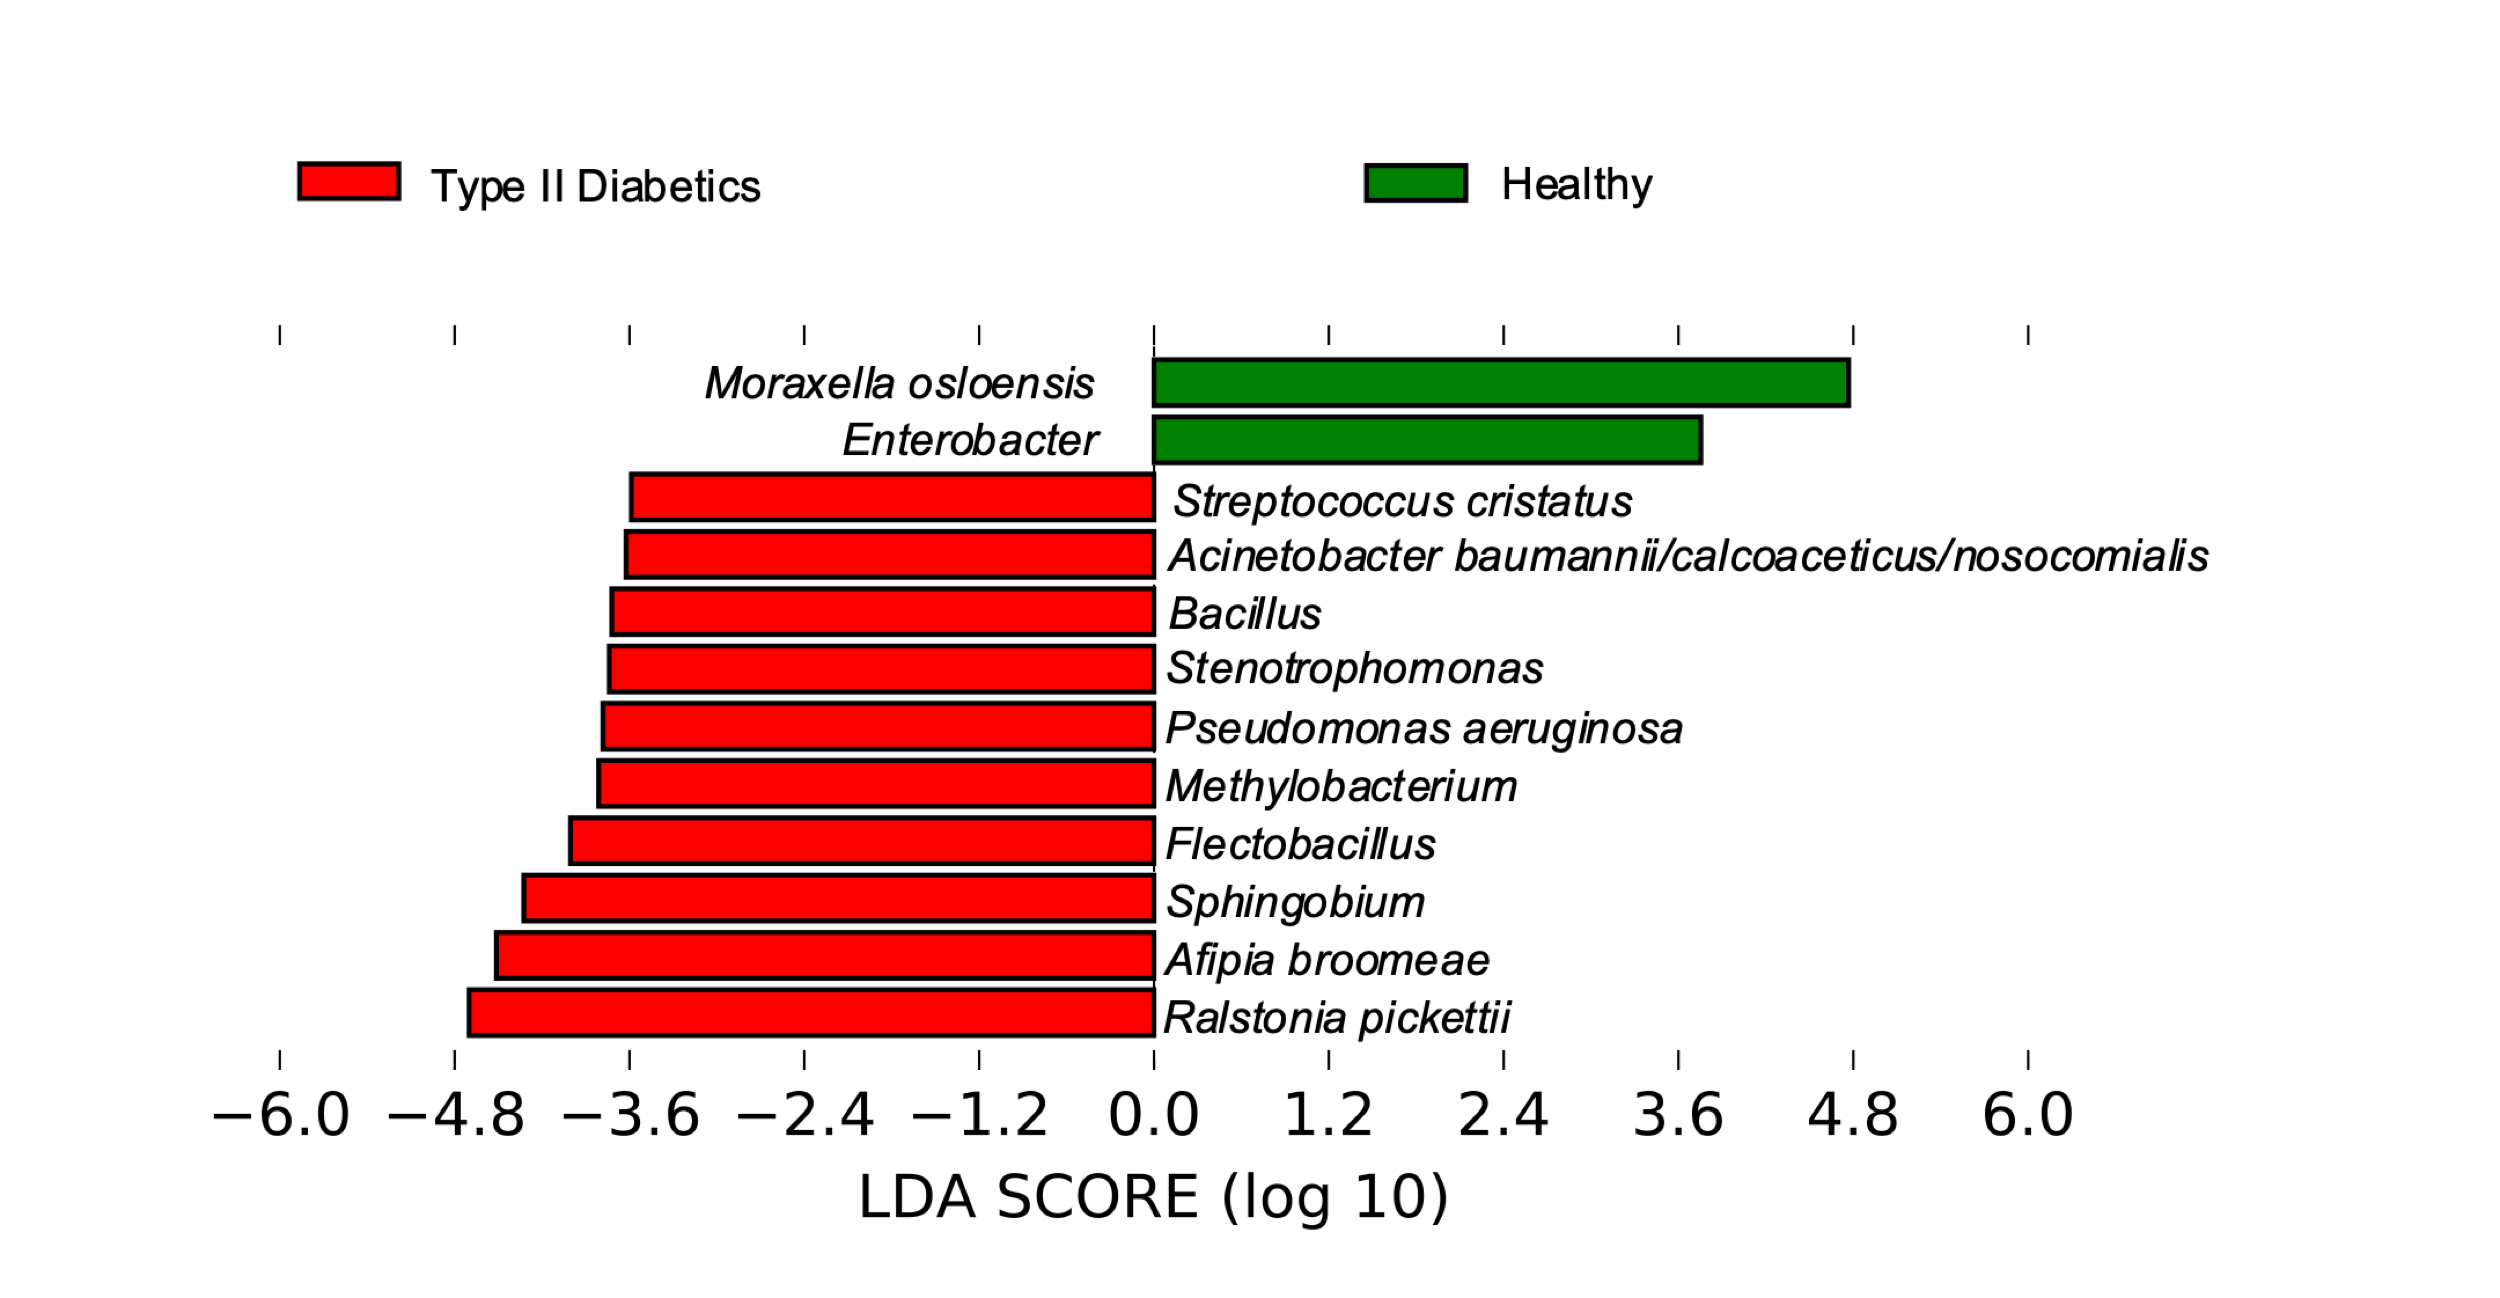 Type II Diabetics
Healthy
Moraxella osloensis
Enterobacter
Streptococcus cristatus
Acinetobacter baumannii/calcoaceticus/nosocomialis
Bacillus
Stenotrophomonas
Pseudomonas aeruginosa
Methylobacterium
Flectobacillus
Sphingobium
Afipia broomeae
Ralstonia pickettii
−6.0 −4.8 −3.6 −2.4 −1.2 0.0 1.2 2.4 3.6 4.8 6.0
LDA SCORE (log 10)